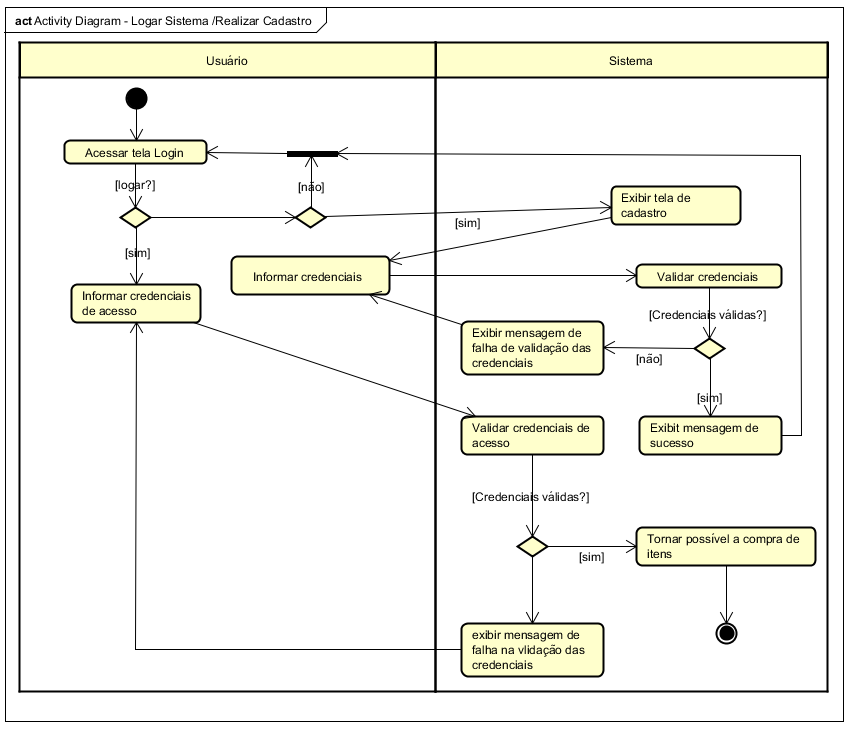 act Activity Diagram - Logar Sistema /Realizar Cadastro
Usuário
Sistema
Acessar tela Login
[logar?]
[não]
[sim]
Exibir tela de
cadastro
[sim]
Informar credenciais
Validar credenciais
Informar credenciais
de acesso
[Credenciais válidas?]
Exibir mensagem de
falha de validação das
credenciais
[não]
[sim]
Validar credenciais de
acesso
Exibit mensagem de
sucesso
[Credenciais válidas?]
[sim]
Tornar possível a compra de
itens
exibir mensagem de
falha na vlidação das
credenciais